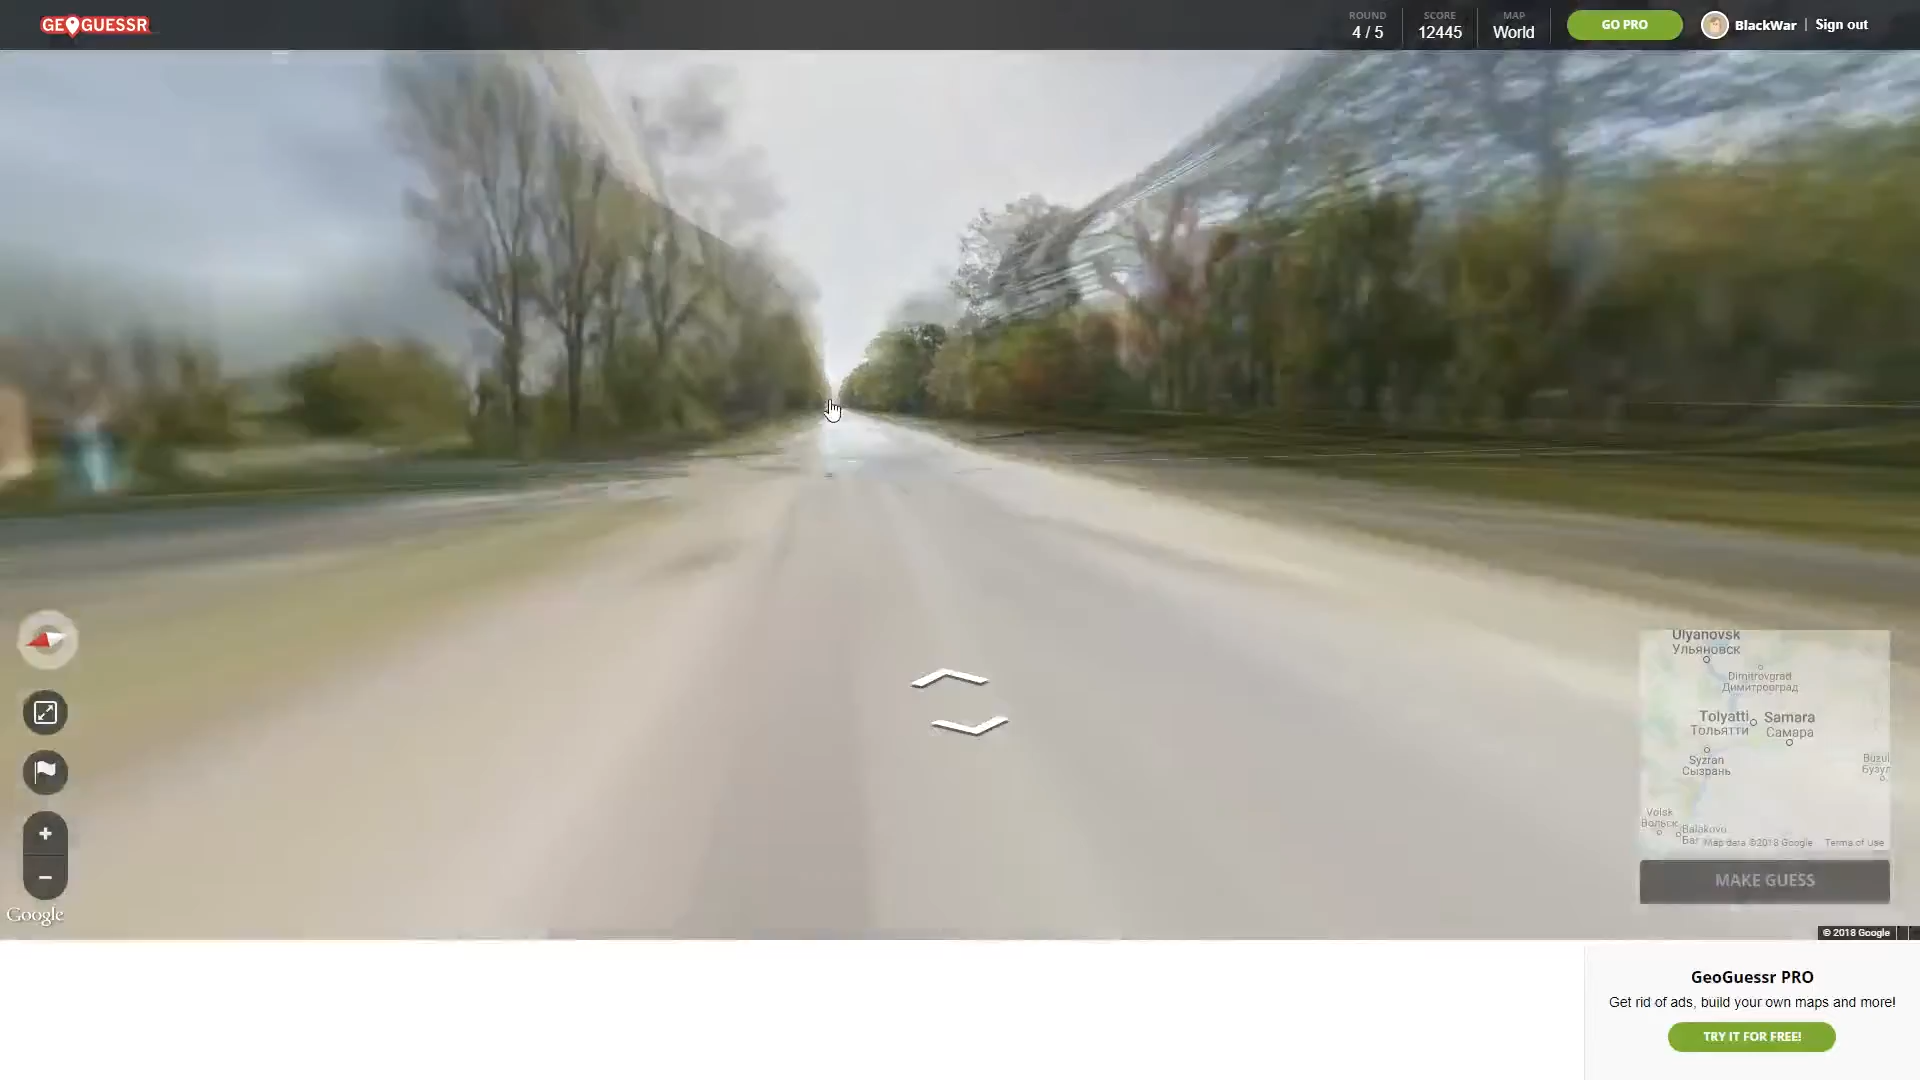 GEOGUESSR
ROUND
4 / 5
SCORE
12445
MAP
World
GO PRO
BlackWar | Sign out
Ulyanovsk
Ульяновск
Dimitrovgrad
Димитровград
Tolyatti
Тольятти
Samara
Самара
Syzran
Сызрань
Buzul
Бузул
Volsk
Вольск
Balakovo
Баг
Map data ©2018 Google
Terms of Use
MAKE GUESS
Google
© 2018 Google
GeoGuessr PRO
Get rid of ads, build your own maps and more!
TRY IT FOR FREE!